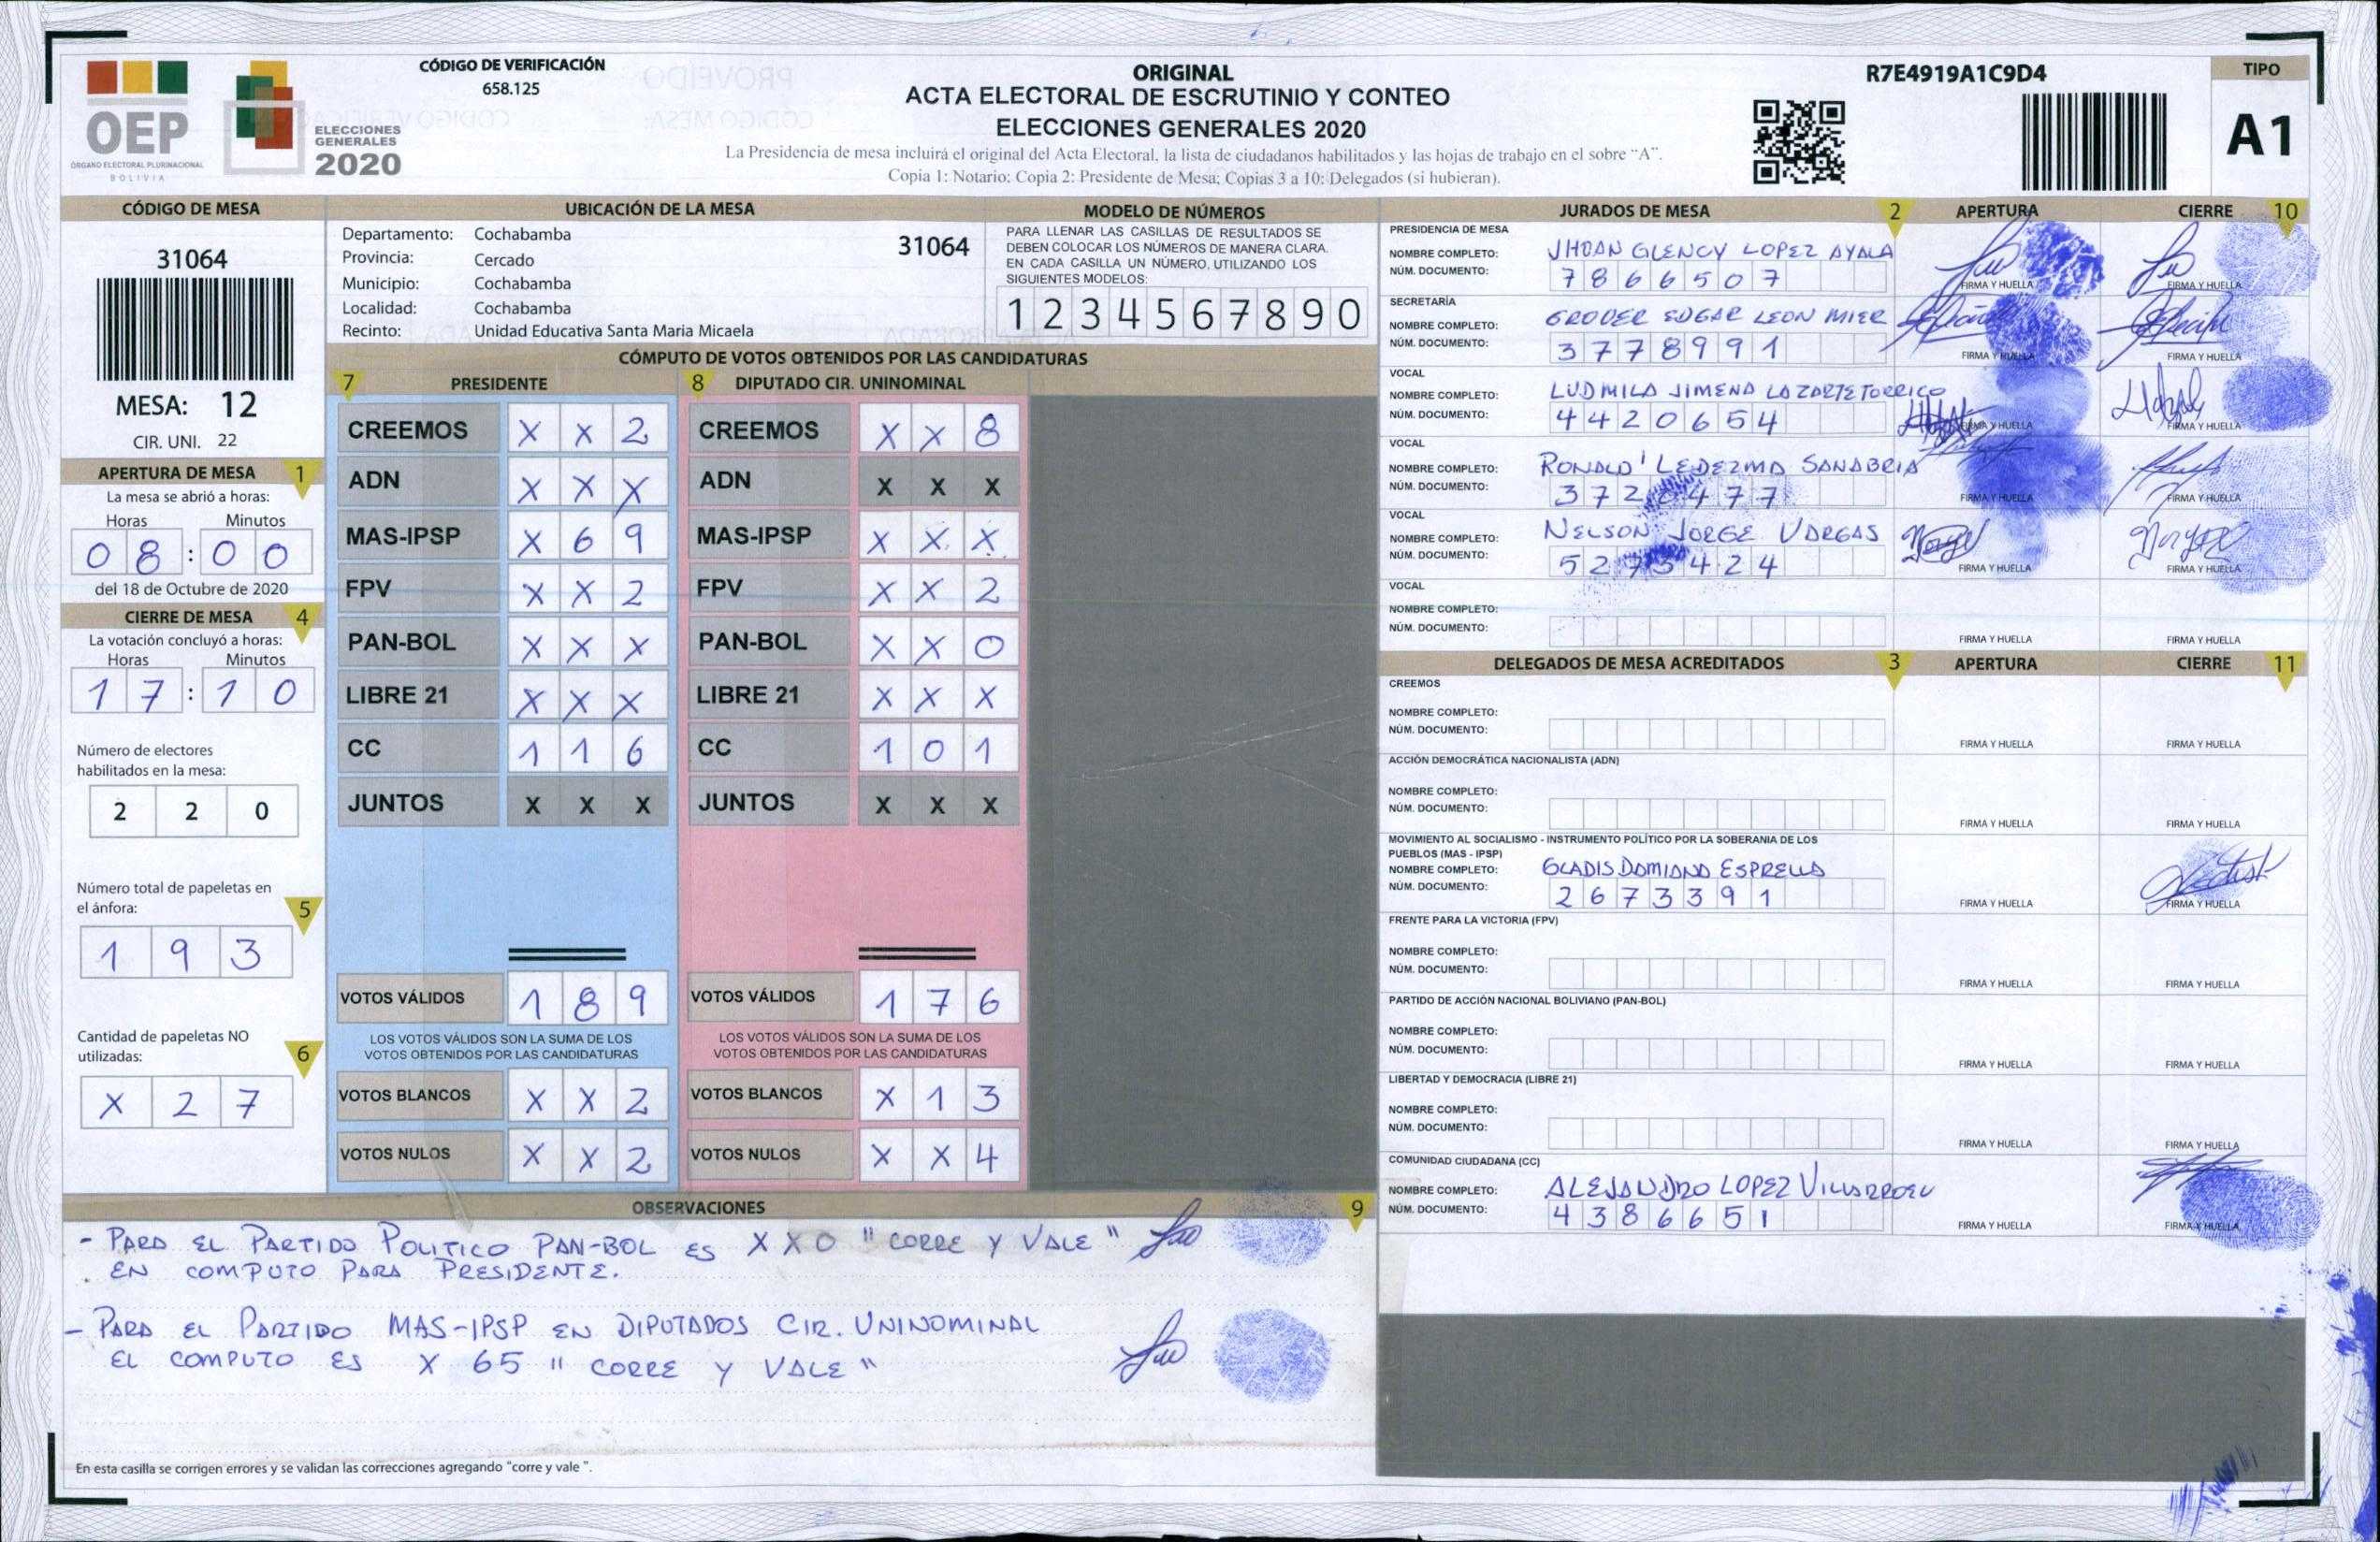 CÓDIGO DE VERIFICACIÓN
658.125
OEP
ÓRGANO ELECTORAL PLURINACIONAL
BOLIVIA
ELECCIONES
GENERALES
2020
ORIGINAL
ACTA ELECTORAL DE ESCRUTINIO Y CONTEO
ELECCIONES GENERALES 2020
La Presidencia de mesa incluirá el original del Acta Electoral, la lista de ciudadanos habilitados y las hojas de trabajo en el sobre "A".
Copia 1: Notario; Copia 2: Presidente de Mesa; Copias 3 a 10: Delegados (si hubieran).
R7E4919A1C9D4
TIPO
A1
CÓDIGO DE MESA
31064
MESA: 12
CIR. UNI. 22
APERTURA DE MESA 1
La mesa se abrió a horas:
Horas Minutos
0 8 : 0 0
del 18 de Octubre de 2020
CIERRE DE MESA 4
La votación concluyó a horas:
Horas Minutos
1 7 : 1 0
Número de electores
habilitados en la mesa:
2 2 0
Número total de papeletas en
el ánfora: 5
1 9 3
Cantidad de papeletas NO
utilizadas: 6
X 2 7
UBICACIÓN DE LA MESA
Departamento: Cochabamba 31064
Provincia: Cercado
Municipio: Cochabamba
Localidad: Cochabamba
Recinto: Unidad Educativa Santa Maria Micaela
MODELO DE NÚMEROS
PARA LLENAR LAS CASILLAS DE RESULTADOS SE
DEBEN COLOCAR LOS NÚMEROS DE MANERA CLARA.
EN CADA CASILLA UN NÚMERO, UTILIZANDO LOS
SIGUIENTES MODELOS:
1 2 3 4 5 6 7 8 9 0
CÓMPUTO DE VOTOS OBTENIDOS POR LAS CANDIDATURAS
7 PRESIDENTE
CREEMOS X X 2
ADN X X X
MAS-IPSP X 6 9
FPV X X 2
PAN-BOL X X X
LIBRE 21 X X X
CC 1 1 6
JUNTOS X X X
VOTOS VÁLIDOS 1 8 9
LOS VOTOS VÁLIDOS SON LA SUMA DE LOS
VOTOS OBTENIDOS POR LAS CANDIDATURAS
VOTOS BLANCOS X X 2
VOTOS NULOS X X 2
8 DIPUTADO CIR. UNINOMINAL
CREEMOS X X 8
ADN X X X
MAS-IPSP X X X
FPV X X 2
PAN-BOL X X 0
LIBRE 21 X X X
CC 1 0 1
JUNTOS X X X
VOTOS VÁLIDOS 1 7 6
LOS VOTOS VÁLIDOS SON LA SUMA DE LOS
VOTOS OBTENIDOS POR LAS CANDIDATURAS
VOTOS BLANCOS X 1 3
VOTOS NULOS X X 4
OBSERVACIONES 9
- PARA EL PARTIDO POLITICO PAN-BOL ES X X 0 "CORRE Y VALE"
EN COMPUTO PARA PRESIDENTE.
- PARA EL PARTIDO MAS-IPSP EN DIPUTADOS CIR. UNINOMINAL
EL COMPUTO ES X 65 "CORRE Y VALE"
En esta casilla se corrigen errores y se validan las correcciones agregando "corre y vale ".
JURADOS DE MESA 2 APERTURA CIERRE 10
PRESIDENCIA DE MESA
NOMBRE COMPLETO: JHOAN GLENCY LOPEZ AYALA
NÚM. DOCUMENTO: 7866507
FIRMA Y HUELLA FIRMA Y HUELLA
SECRETARÍA
NOMBRE COMPLETO: GROVER EDGAR LEON MIER
NÚM. DOCUMENTO: 3778991
FIRMA Y HUELLA FIRMA Y HUELLA
VOCAL
NOMBRE COMPLETO: LUDMILA JIMENA LAZARTE TORRICO
NÚM. DOCUMENTO: 4420654
FIRMA Y HUELLA FIRMA Y HUELLA
VOCAL
NOMBRE COMPLETO: RONALD LEDEZMA SANABRIA
NÚM. DOCUMENTO:
FIRMA Y HUELLA FIRMA Y HUELLA
VOCAL
NOMBRE COMPLETO: NELSON JORGE VARGAS
NÚM. DOCUMENTO:
FIRMA Y HUELLA FIRMA Y HUELLA
VOCAL
NOMBRE COMPLETO:
NÚM. DOCUMENTO:
FIRMA Y HUELLA FIRMA Y HUELLA
DELEGADOS DE MESA ACREDITADOS 3 APERTURA CIERRE 11
CREEMOS
NOMBRE COMPLETO:
NÚM. DOCUMENTO:
FIRMA Y HUELLA FIRMA Y HUELLA
ACCIÓN DEMOCRÁTICA NACIONALISTA (ADN)
NOMBRE COMPLETO:
NÚM. DOCUMENTO:
FIRMA Y HUELLA FIRMA Y HUELLA
MOVIMIENTO AL SOCIALISMO - INSTRUMENTO POLÍTICO POR LA SOBERANIA DE LOS
PUEBLOS (MAS - IPSP)
NOMBRE COMPLETO: GLADIS DAMIANA ESPRELLA
NÚM. DOCUMENTO: 2673391
FIRMA Y HUELLA FIRMA Y HUELLA
FRENTE PARA LA VICTORIA (FPV)
NOMBRE COMPLETO:
NÚM. DOCUMENTO:
FIRMA Y HUELLA FIRMA Y HUELLA
PARTIDO DE ACCIÓN NACIONAL BOLIVIANO (PAN-BOL)
NOMBRE COMPLETO:
NÚM. DOCUMENTO:
FIRMA Y HUELLA FIRMA Y HUELLA
LIBERTAD Y DEMOCRACIA (LIBRE 21)
NOMBRE COMPLETO:
NÚM. DOCUMENTO:
FIRMA Y HUELLA FIRMA Y HUELLA
COMUNIDAD CIUDADANA (CC)
NOMBRE COMPLETO: ALEJANDRO LOPEZ VILLARROEL
NÚM. DOCUMENTO: 4386651
FIRMA Y HUELLA FIRMA Y HUELLA